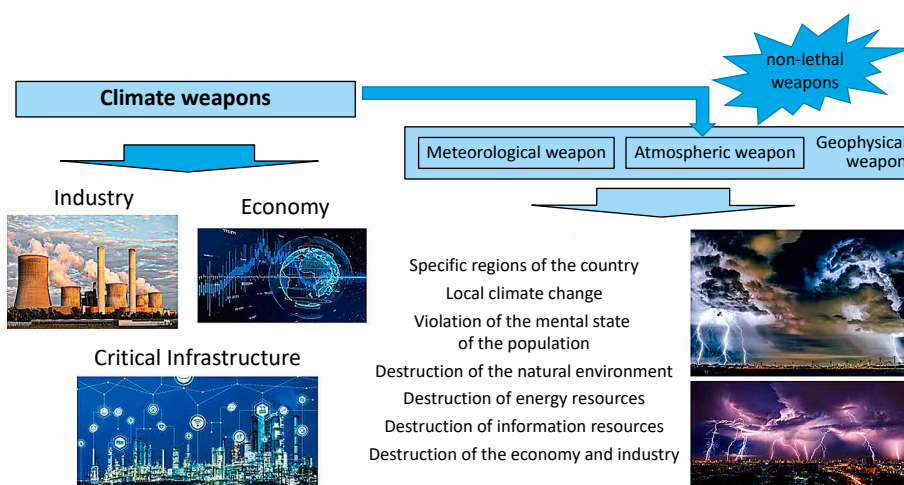 non-lethal
weapons
Climate weapons
Meteorological weapon
Atmospheric weapon
Geophysical
weapon
Industry
Economy
Critical Infrastructure
Specific regions of the country
Local climate change
Violation of the mental state
of the population
Destruction of the natural environment
Destruction of energy resources
Destruction of information resources
Destruction of the economy and industry